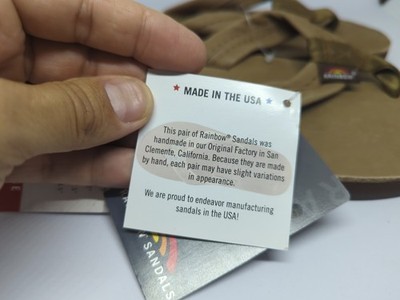 ★ MADE IN THE USA ★
This pair of Rainbow® Sandals was
handmade in our Original Factory in San
Clemente, California. Because they are made
by hand, each pair may have slight variations
in appearance.
We are proud to endeavor manufacturing
sandals in the USA!
SANDALS